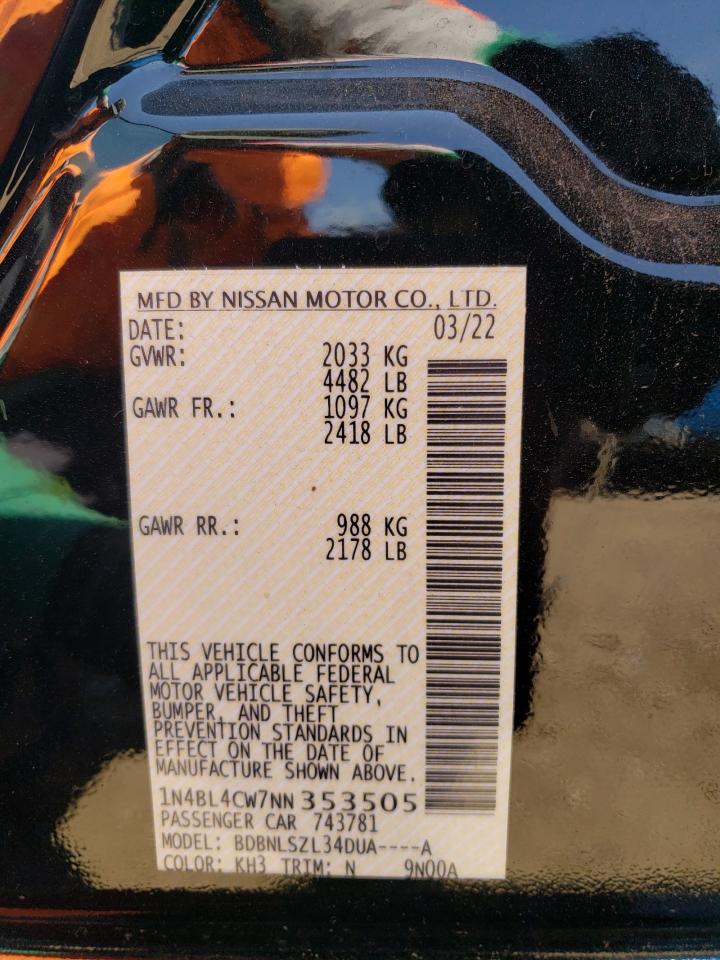 MFD BY NISSAN MOTOR CO., LTD.
DATE: 03/22
GVWR: 2033 KG
4482 LB
GAWR FR.: 1097 KG
2418 LB
GAWR RR.: 988 KG
2178 LB
THIS VEHICLE CONFORMS TO
ALL APPLICABLE FEDERAL
MOTOR VEHICLE SAFETY,
BUMPER, AND THEFT
PREVENTION STANDARDS IN
EFFECT ON THE DATE OF
MANUFACTURE SHOWN ABOVE.
1N4BL4CW7NN353505
PASSENGER CAR 743781
MODEL: BDBNLSZL34DUA----A
COLOR: KH3 TRIM: N 9N00A